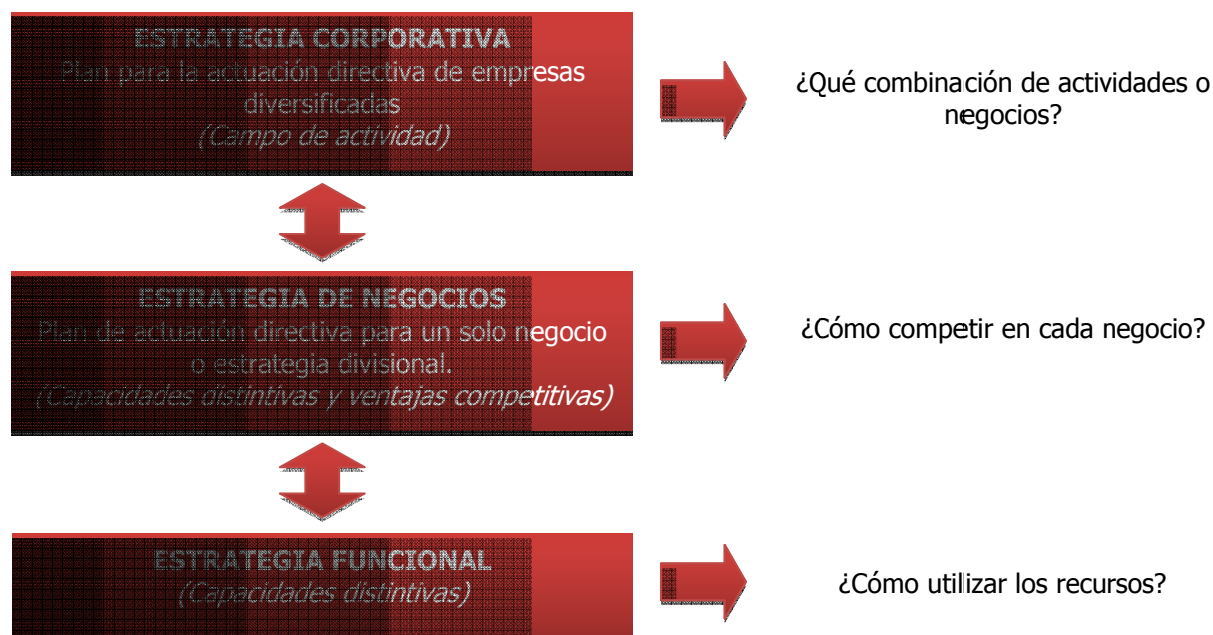 ESTRATEGIA CORPORATIVA
Plan para la actuación directiva de empresas
diversificadas
(Campo de actividad)
¿Qué combinación de actividades o
negocios?
ESTRATEGIA DE NEGOCIOS
Plan de actuación directiva para un solo negocio
o estrategia divisional.
(Capacidades distintivas y ventajas competitivas)
¿Cómo competir en cada negocio?
ESTRATEGIA FUNCIONAL
(Capacidades distintivas)
¿Cómo utilizar los recursos?